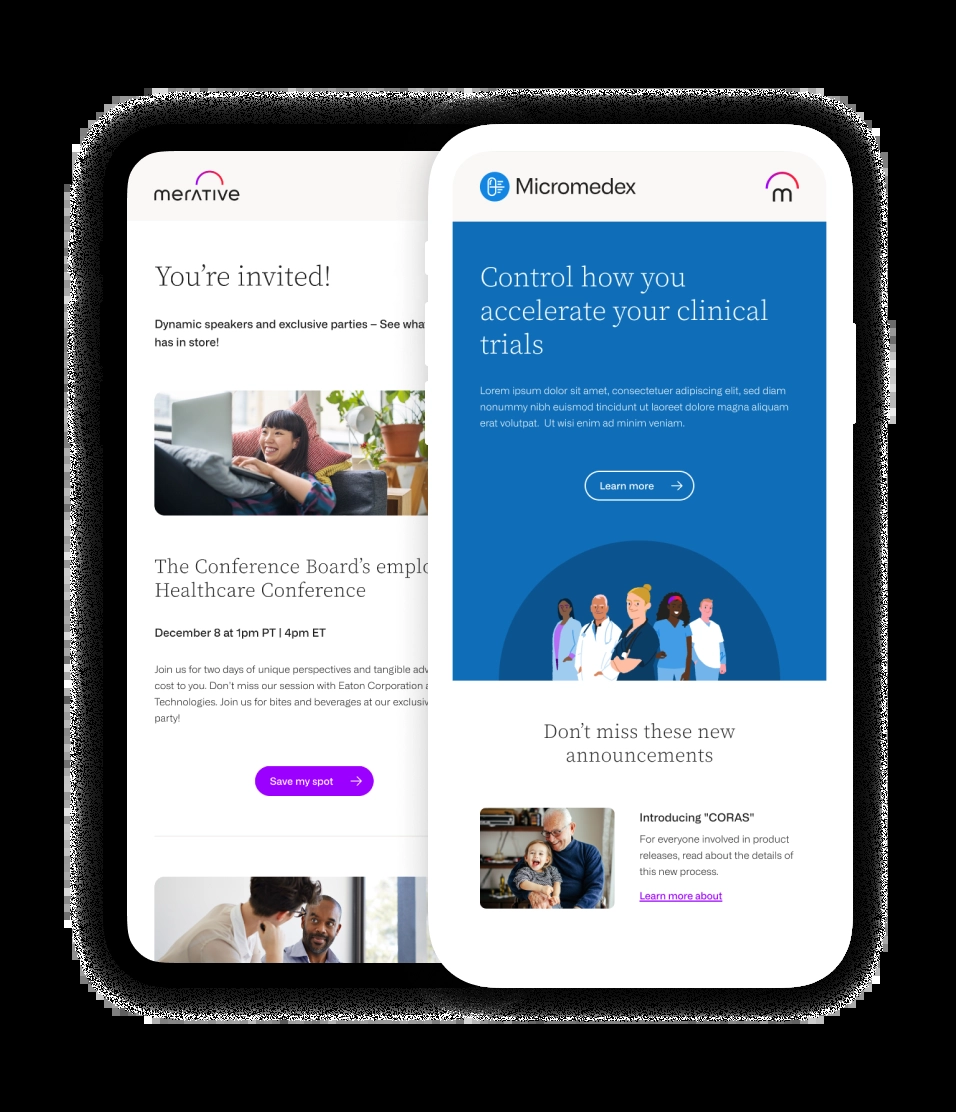 merative
You're invited!
Dynamic speakers and exclusive parties – See what
has in store!
The Conference Board's emplo
Healthcare Conference
December 8 at 1pm PT | 4pm ET
Join us for two days of unique perspectives and tangible adv
cost to you. Don't miss our session with Eaton Corporation a
Technologies. Join us for bites and beverages at our exclusiv
party!
Save my spot
Micromedex
m
Control how you
accelerate your clinical
trials
Lorem ipsum dolor sit amet, consectetuer adipiscing elit, sed diam
nonummy nibh euismod tincidunt ut laoreet dolore magna aliquam
erat volutpat. Ut wisi enim ad minim veniam.
Learn more
Don't miss these new
announcements
Introducing "CORAS"
For everyone involved in product
releases, read about the details of
this new process.
Learn more about